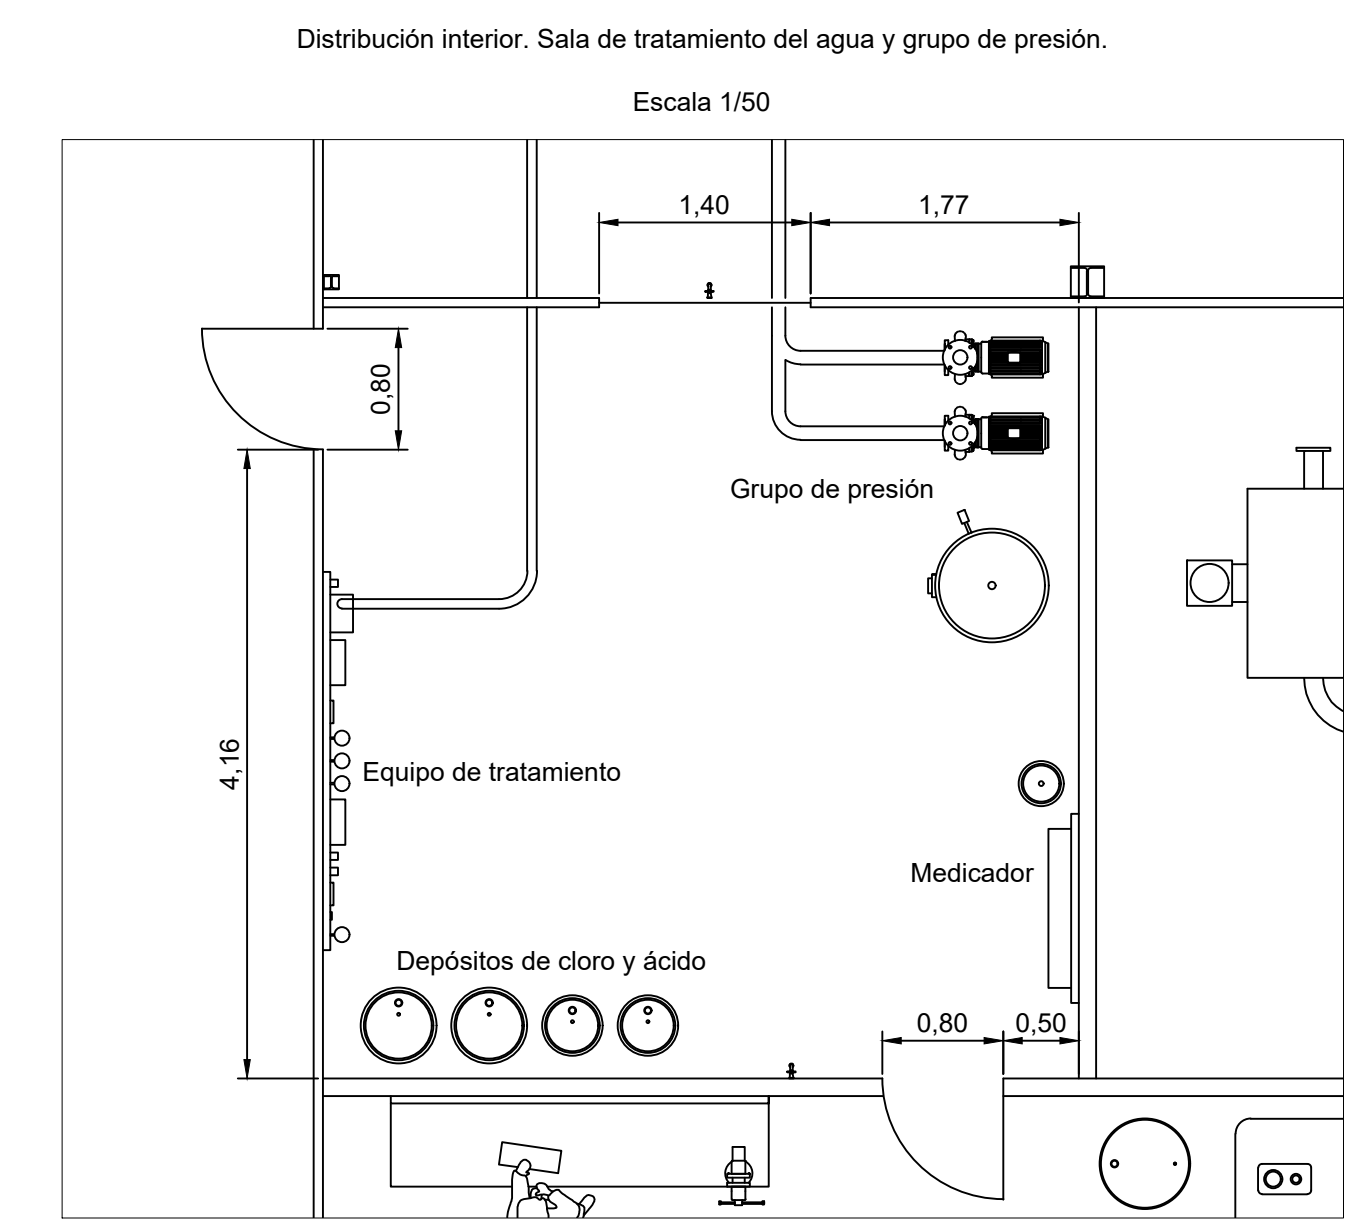 Distribución interior. Sala de tratamiento del agua y grupo de presión.
Escala 1/50
1,40
1,77
0,80
Grupo de presión
4,16
Equipo de tratamiento
Medicador
Depósitos de cloro y ácido
0,80
0,50